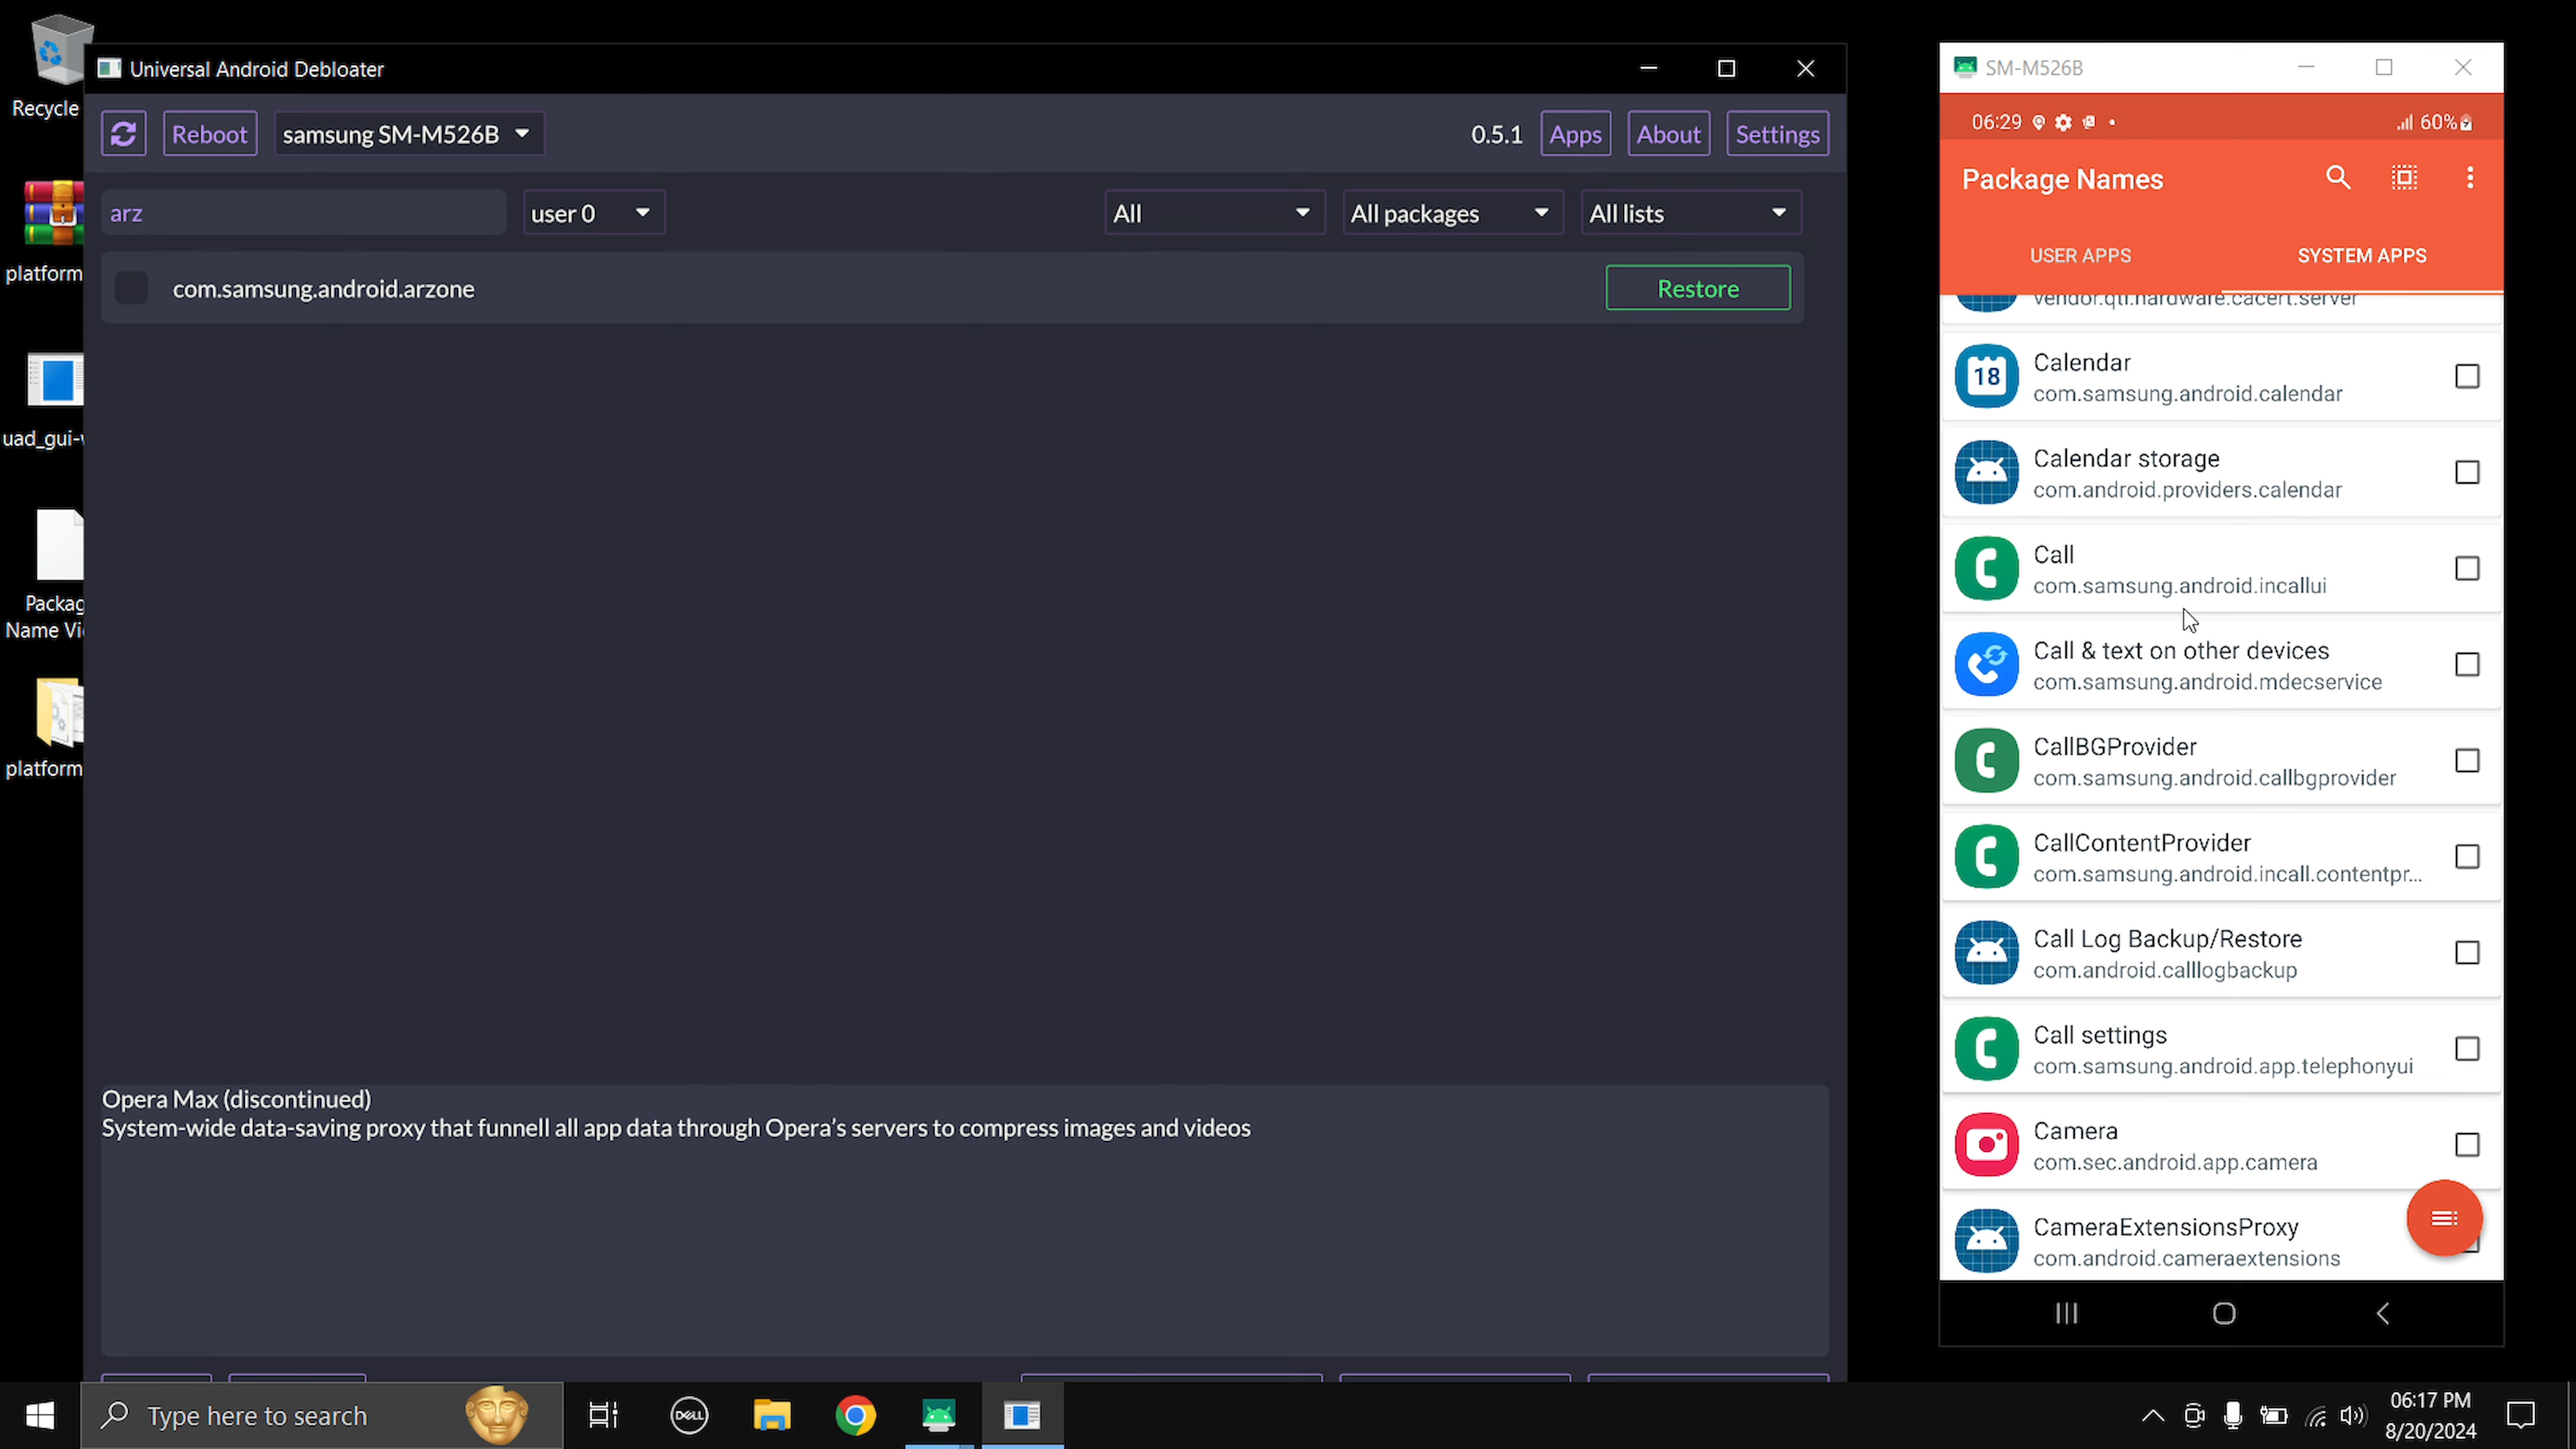 Recycle
platform
uad_gui-w
Packag
Name Vi
platform
Universal Android Debloater
Reboot
samsung SM-M526B
0.5.1
Apps
About
Settings
arz
user 0
All
All packages
All lists
com.samsung.android.arzone
Restore
Opera Max (discontinued)
System-wide data-saving proxy that funnell all app data through Opera’s servers to compress images and videos
SM-M526B
06:29
60%
Package Names
USER APPS
SYSTEM APPS
vendor.qti.hardware.cacert.server
18
Calendar
com.samsung.android.calendar
Calendar storage
com.android.providers.calendar
Call
com.samsung.android.incallui
Call & text on other devices
com.samsung.android.mdecservice
CallBGProvider
com.samsung.android.callbgprovider
CallContentProvider
com.samsung.android.incall.contentpr...
Call Log Backup/Restore
com.android.calllogbackup
Call settings
com.samsung.android.app.telephonyui
Camera
com.sec.android.app.camera
CameraExtensionsProxy
com.android.cameraextensions
Type here to search
DELL
06:17 PM
8/20/2024